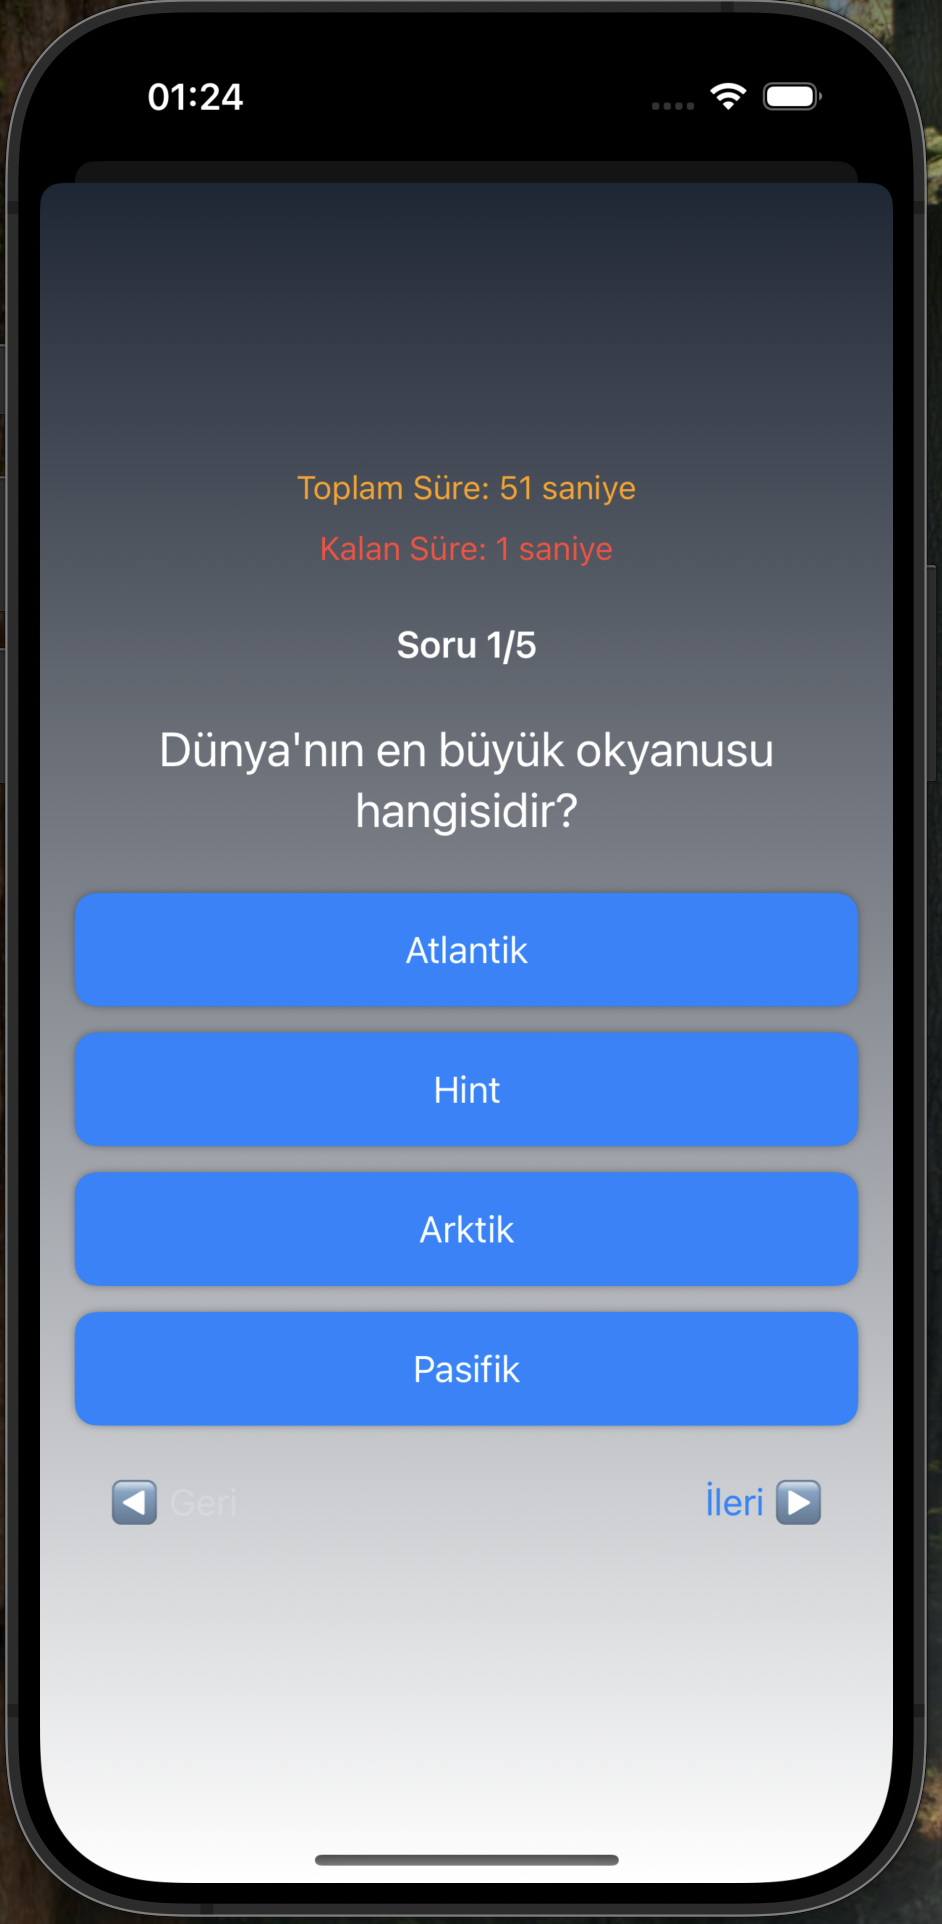 01:24
Toplam Süre: 51 saniye
Kalan Süre: 1 saniye
Soru 1/5
Dünya'nın en büyük okyanusu
hangisidir?
Atlantik
Hint
Arktik
Pasifik
Geri
İleri